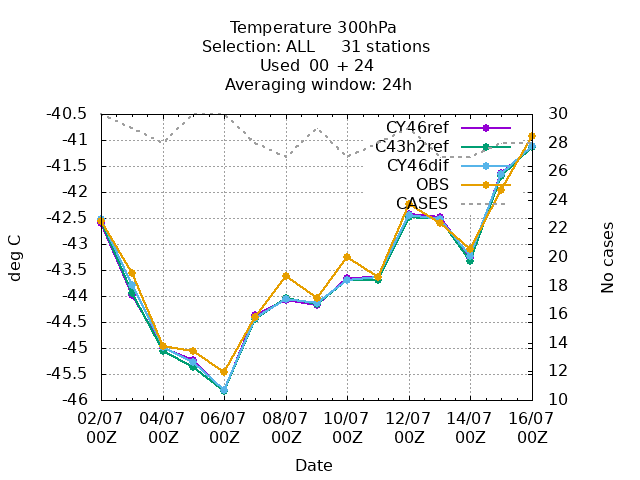 Temperature 300hPa
Selection: ALL 31 stations
Used 00 + 24
Averaging window: 24h
-40.5
-41
-41.5
-42
-42.5
-43
-43.5
-44
-44.5
-45
-45.5
-46
deg C
30
28
26
24
22
20
18
16
14
12
10
No cases
CY46ref
C43h2ref
CY46dif
OBS
CASES
02/07 04/07 06/07 08/07 10/07 12/07 14/07 16/07
00Z 00Z 00Z 00Z 00Z 00Z 00Z 00Z
Date